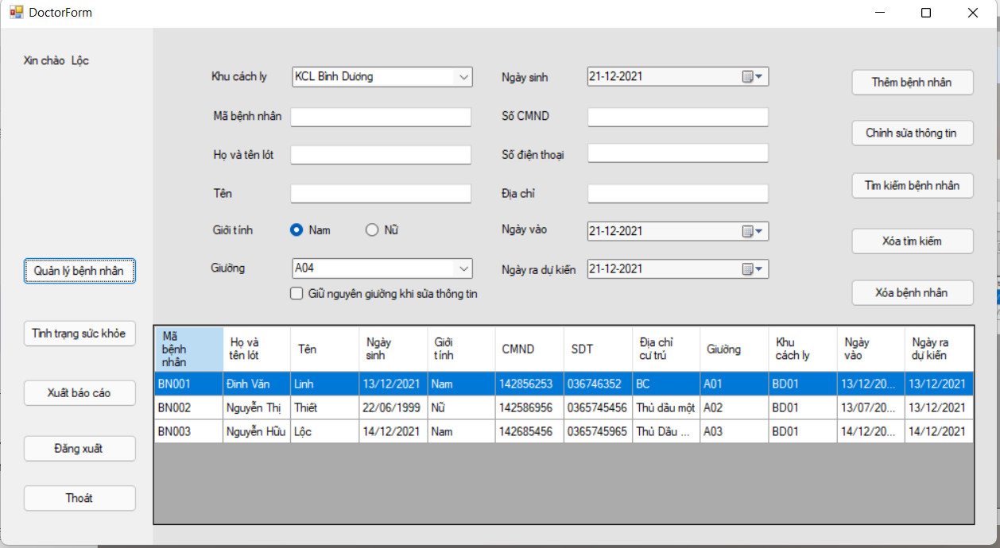 DoctorForm
Xin chào Lộc
Khu cách ly KCL Bình Dương Ngày sinh 21-12-2021 Thêm bệnh nhân
Mã bệnh nhân Số CMND
Chỉnh sửa thông tin
Họ và tên lót Số điện thoại
Tên Địa chỉ Tìm kiếm bệnh nhân
Giới tính Nam Nữ Ngày vào 21-12-2021
Xóa tìm kiếm
Quản lý bệnh nhân Giường A04 Ngày ra dự kiến 21-12-2021
Giữ nguyên giường khi sửa thông tin Xóa bệnh nhân
Tình trạng sức khỏe
Xuất báo cáo
Đăng xuất
Thoát
Mã bệnh nhân Họ và tên lót Tên Ngày sinh Giới tính CMND SDT Địa chỉ cư trú Giường Khu cách ly Ngày vào Ngày ra dự kiến
BN001 Đinh Văn Linh 13/12/2021 Nam 142856253 036746352 BC A01 BD01 13/12/20... 13/12/2021
BN002 Nguyễn Thị Thiết 22/06/1999 Nữ 142586956 0365745456 Thủ dầu một A02 BD01 13/07/20... 13/12/2021
BN003 Nguyễn Hữu Lộc 14/12/2021 Nam 142685456 0365745965 Thủ Dầu ... A03 BD01 14/12/20... 14/12/2021